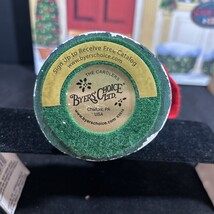 Sign Up to Receive Free Catalog
www.byerschoice.com
THE CAROLERS
BYERS' CHOICE
LTD.
Chalfont, PA
USA
www.byerschoice.com